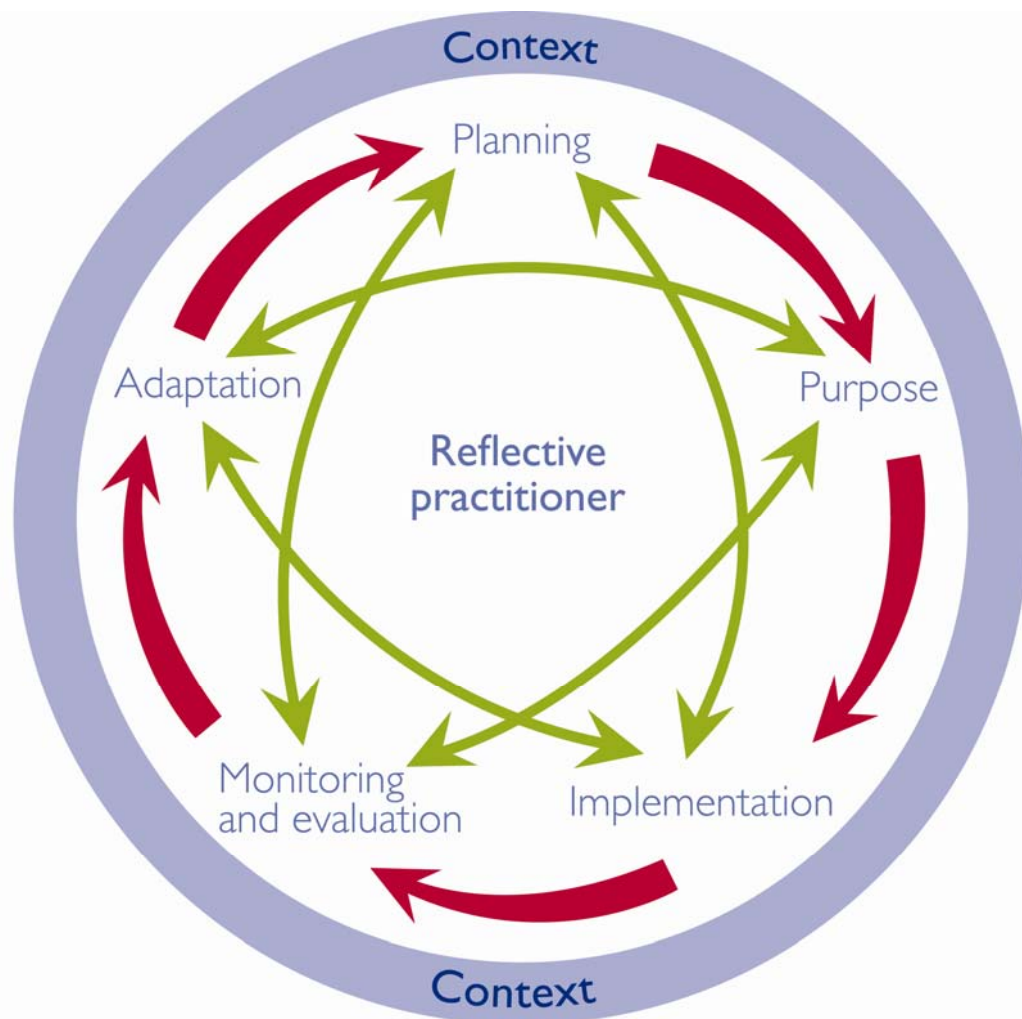 Context
Planning
Adaptation
Purpose
Reflective
practitioner
Monitoring
and evaluation
Implementation
Context